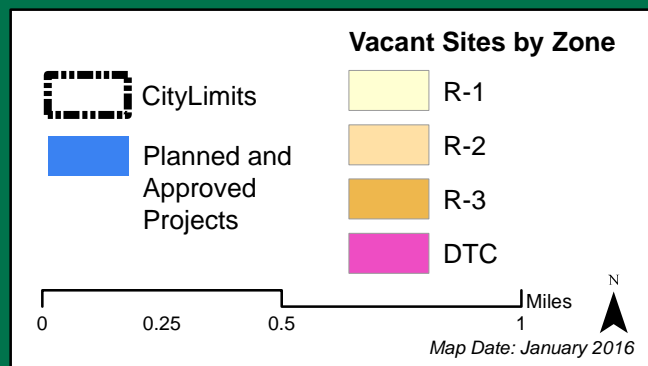 Vacant Sites by Zone
CityLimits
Planned and
Approved
Projects
R-1
R-2
R-3
DTC
Miles
0 0.25 0.5 1
N
Map Date: January 2016